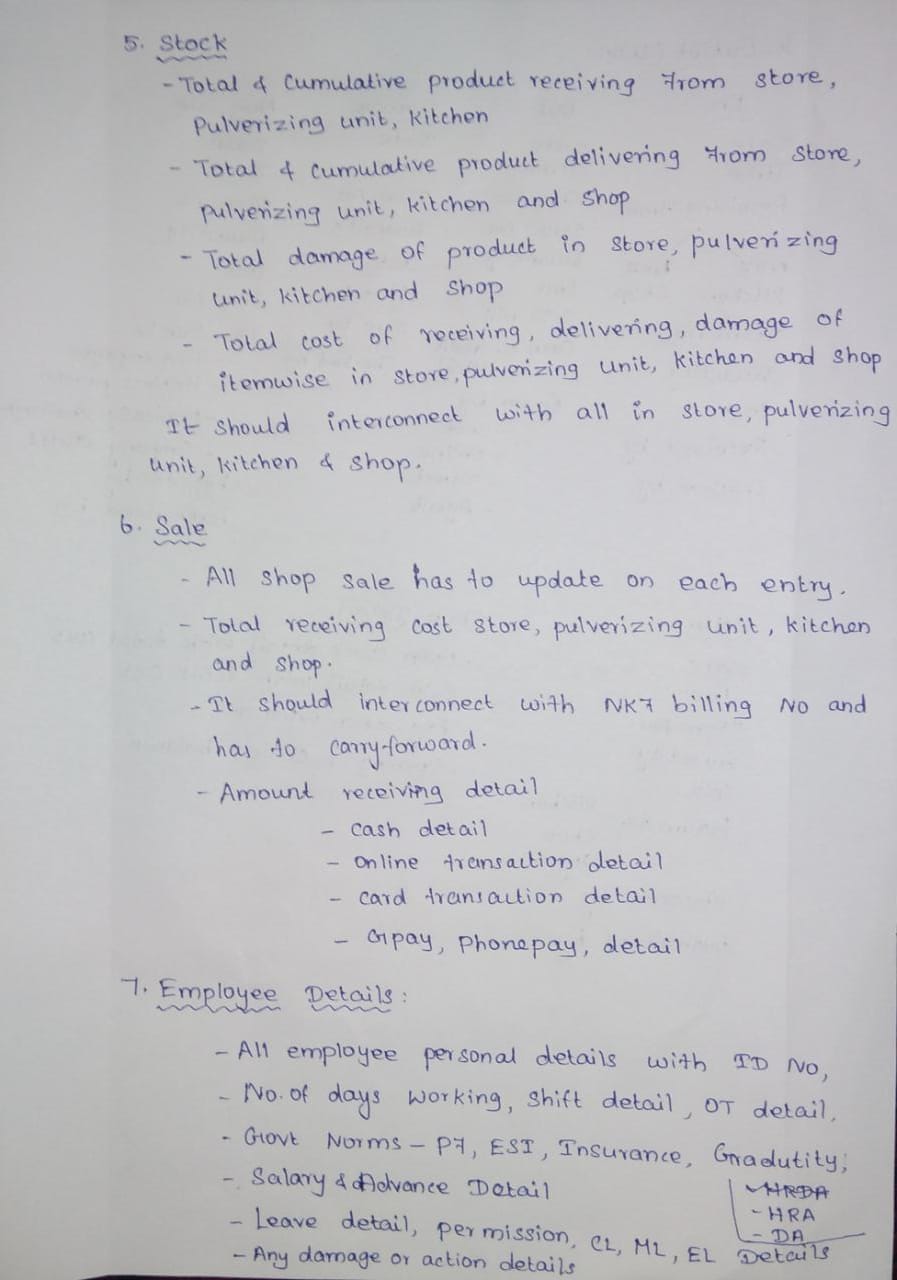 5. Stock
- Total & Cumulative product receiving from store,
Pulverizing unit, Kitchen
- Total & cumulative product delivering from store,
pulverizing unit, kitchen and shop
- Total damage of product in store, pulverizing
unit, kitchen and shop
- Total cost of receiving, delivering, damage of
itemwise in store, pulverizing unit, kitchen and shop
It should interconnect with all in store, pulverizing
unit, kitchen & shop.
6. Sale
- All shop sale has to update on each entry.
- Total receiving cost store, pulverizing unit, kitchen
and shop.
- It should interconnect with NKF billing NO and
has to carry-forward.
- Amount receiving detail
- cash detail
- online transaction detail
- card transaction detail
- Gpay, phonepay, detail
7. Employee Details:
- All employee personal details with ID NO,
- No. of days working, shift detail, OT detail,
- Govt Norms - PF, ESI, Insurance, Gradutity,
- Salary & Advance Detail
- HRDA
- HRA
- DA
- Leave detail, permission, CL, ML, EL Details
- Any damage or action details